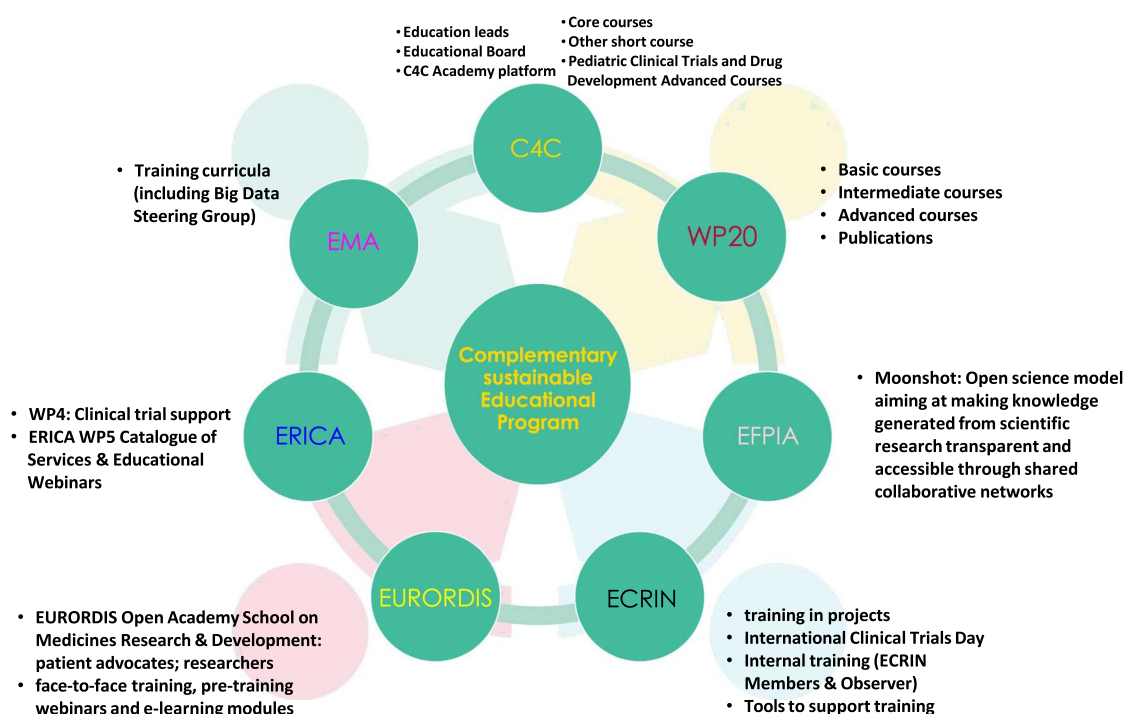 • Education leads
• Educational Board
• C4C Academy platform
• Core courses
• Other short course
• Pediatric Clinical Trials and Drug
Development Advanced Courses
C4C
• Training curricula
(including Big Data
Steering Group)
EMA
WP20
• Basic courses
• Intermediate courses
• Advanced courses
• Publications
Complementary
sustainable
Educational
Program
• WP4: Clinical trial support
• ERICA WP5 Catalogue of
Services & Educational
Webinars
ERICA
EFPIA
• Moonshot: Open science model
aiming at making knowledge
generated from scientific
research transparent and
accessible through shared
collaborative networks
• EURORDIS Open Academy School on
Medicines Research & Development:
patient advocates; researchers
• face-to-face training, pre-training
webinars and e-learning modules
EURORDIS
ECRIN
• training in projects
• International Clinical Trials Day
• Internal training (ECRIN
Members & Observer)
• Tools to support training